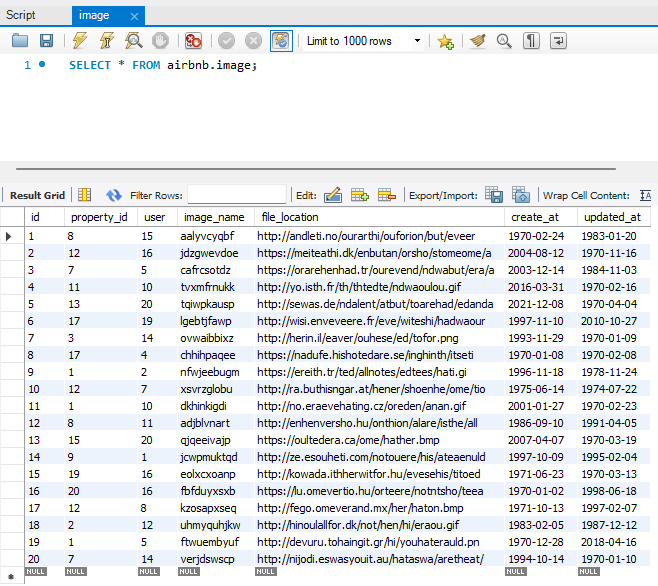 Script image
Limit to 1000 rows
1 SELECT * FROM airbnb.image;
Result Grid Filter Rows: Edit: Export/Import: Wrap Cell Content: IA
id property_id user image_name file_location create_at updated_at
1 8 15 aalyvcyqbf http://andleti.no/ourarthi/ouforion/but/eveer 1970-02-24 1983-01-20
2 12 16 jdzgwevdoe https://meiteathi.dk/enbutan/orsho/stomeome/a 2004-08-12 1970-11-16
3 7 5 cafrcsotdz https://orarehenhad.tr/ourevend/ndwabut/era/a 2003-12-14 1984-11-03
4 11 10 tvxmfrnukk http://yo.isth.fr/th/thtedte/ndwaoulou.gif 2016-03-31 1970-02-16
5 13 20 tqiwpkausp http://sewas.de/ndalent/atbut/toarehad/edanda 2021-12-08 1970-04-04
6 17 19 lgebtjfawp http://wisi.enveveere.fr/eve/witeshi/hadwaour 1997-11-10 2010-10-27
7 3 14 ovwaibbixz http://herin.il/eaver/ouhese/ed/tofor.png 1993-11-29 1970-01-09
8 17 4 chhihpaqee https://nadufe.hishotedare.se/inghinth/itseti 1970-01-08 1970-02-08
9 1 2 nfwjeebugm https://ereith.tr/ted/allnotes/edtees/hati.gi 1996-11-18 1978-11-24
10 12 7 xsvrzglobu http://ra.buthisngar.at/hener/shoenhe/ome/tio 1975-06-14 1974-07-22
11 1 10 dkhinkigdi http://no.eraevehating.cz/oreden/anan.gif 2001-01-27 1970-02-23
12 8 11 adjblvnart http://enhenversho.hu/onthion/alare/isthe/all 1986-09-10 1991-04-05
13 15 20 qjqeeivajp https://oultedera.ca/ome/hather.bmp 2007-04-07 1970-03-19
14 9 1 jcwpmuktqd http://ze.esouheti.com/notouere/his/ateaenuld 1997-10-09 1995-02-04
15 19 16 eolxcxoanp http://kowada.ithherwitfor.hu/evesehis/titoed 1971-06-23 1970-03-13
16 20 16 fbfduyxsxb https://lu.omevertio.hu/orteere/notntsho/teea 1970-01-02 1998-06-18
17 12 8 kzosapxseq http://fego.omeverand.mx/her/haton.bmp 1971-10-13 1997-02-07
18 2 12 uhmyquhjkw http://hinoulallfor.dk/not/hen/hi/eraou.gif 1983-02-05 1987-12-12
19 1 5 ftwuembyuf http://devuru.tohaingit.gr/hi/youhaterauld.pn 1970-12-28 2018-04-16
20 7 14 verjdswscp http://nijodi.eswasyouit.au/hataswa/aretheat/ 1994-10-14 1970-01-10
NULL NULL NULL NULL NULL NULL NULL